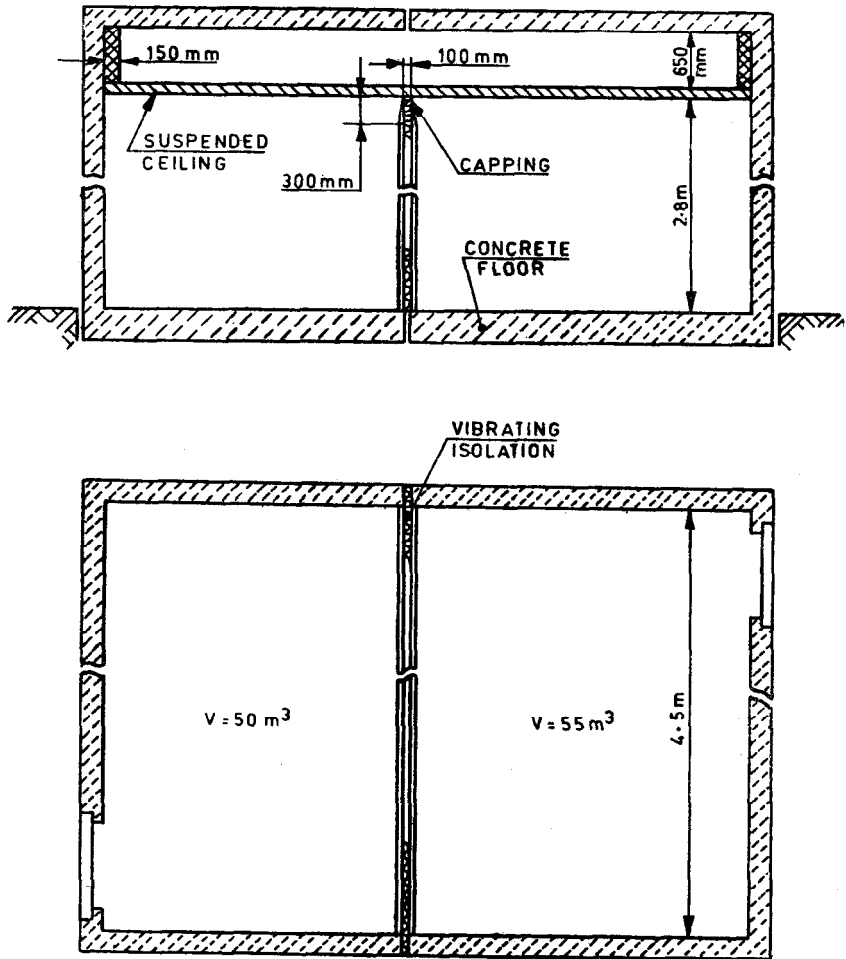 150 mm
100 mm
650
mm
SUSPENDED
CEILING
300mm
CAPPING
2·8m
CONCRETE
FLOOR
VIBRATING
ISOLATION
V = 50 m³
V = 55 m³
4·5m